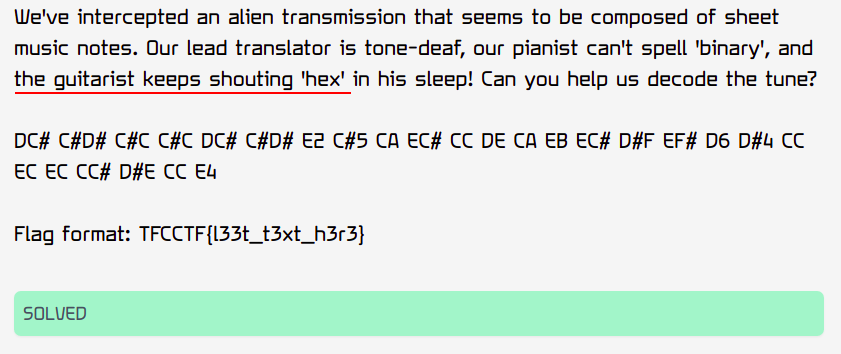 We've intercepted an alien transmission that seems to be composed of sheet
music notes. Our lead translator is tone-deaf, our pianist can't spell 'binary', and
the guitarist keeps shouting 'hex' in his sleep! Can you help us decode the tune?
DC# C#D# C#C C#C DC# C#D# E2 C#5 CA EC# CC DE CA EB EC# D#F EF# D6 D#4 CC
EC EC CC# D#E CC E4
Flag format: TFCCTF{l33t_t3xt_h3r3}
SOLVED